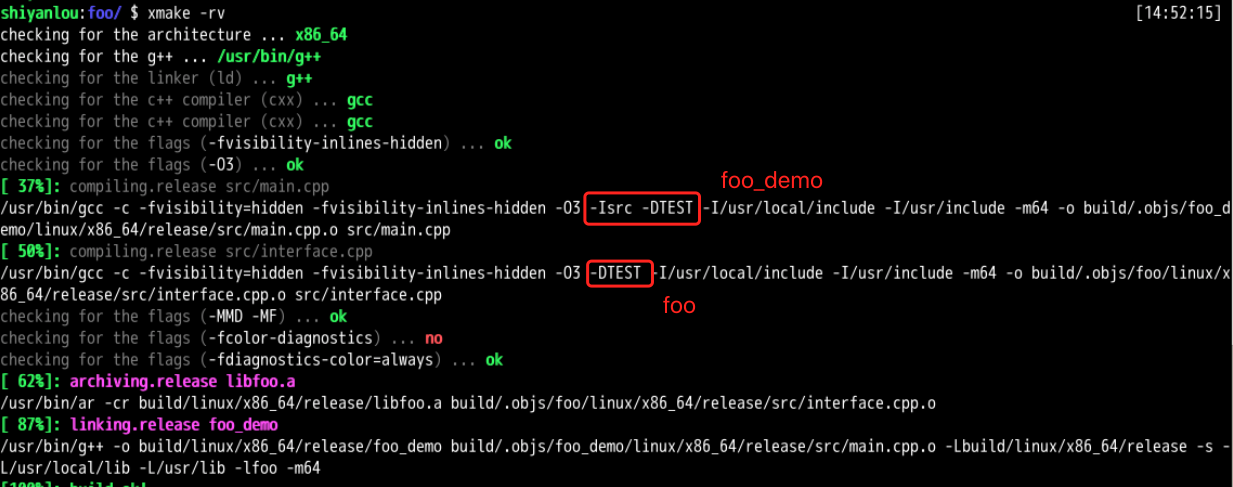 shiyanlou:foo/ $ xmake -rv [14:52:15]
checking for the architecture ... x86_64
checking for the g++ ... /usr/bin/g++
checking for the linker (ld) ... g++
checking for the c++ compiler (cxx) ... gcc
checking for the c++ compiler (cxx) ... gcc
checking for the flags (-fvisibility-inlines-hidden) ... ok
checking for the flags (-O3) ... ok
foo_demo
[ 37%]: compiling.release src/main.cpp
/usr/bin/gcc -c -fvisibility=hidden -fvisibility-inlines-hidden -O3 -Isrc -DTEST -I/usr/local/include -I/usr/include -m64 -o build/.objs/foo_d
emo/linux/x86_64/release/src/main.cpp.o src/main.cpp
[ 50%]: compiling.release src/interface.cpp
/usr/bin/gcc -c -fvisibility=hidden -fvisibility-inlines-hidden -O3 -DTEST -I/usr/local/include -I/usr/include -m64 -o build/.objs/foo/linux/x
86_64/release/src/interface.cpp.o src/interface.cpp
foo
checking for the flags (-MMD -MF) ... ok
checking for the flags (-fcolor-diagnostics) ... no
checking for the flags (-fdiagnostics-color=always) ... ok
[ 62%]: archiving.release libfoo.a
/usr/bin/ar -cr build/linux/x86_64/release/libfoo.a build/.objs/foo/linux/x86_64/release/src/interface.cpp.o
[ 87%]: linking.release foo_demo
/usr/bin/g++ -o build/linux/x86_64/release/foo_demo build/.objs/foo_demo/linux/x86_64/release/src/main.cpp.o -Lbuild/linux/x86_64/release -s -
L/usr/local/lib -L/usr/lib -lfoo -m64
[100%]: build ok!